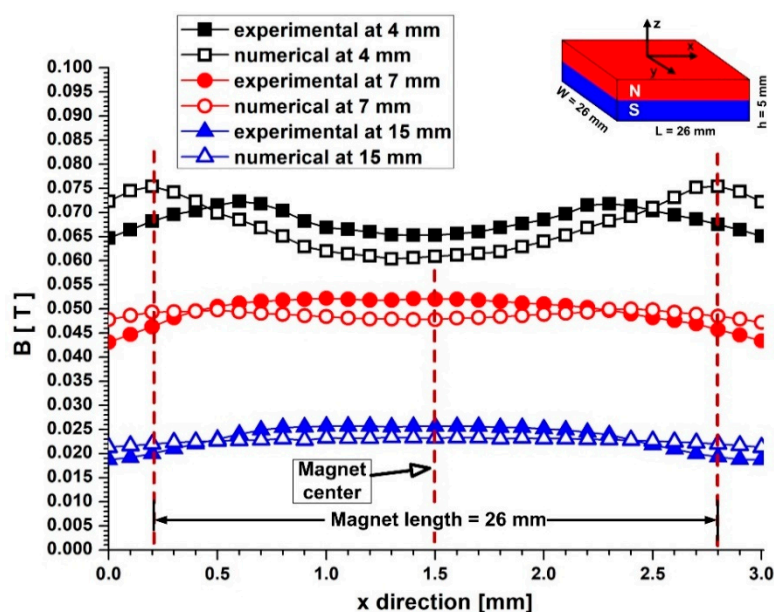 experimental at 4 mm
numerical at 4 mm
experimental at 7 mm
numerical at 7 mm
experimental at 15 mm
numerical at 15 mm
z
x
y
N
S
W = 26 mm
L = 26 mm
h = 5 mm
B [ T ]
0.100
0.095
0.090
0.085
0.080
0.075
0.070
0.065
0.060
0.055
0.050
0.045
0.040
0.035
0.030
0.025
0.020
0.015
0.010
0.005
0.000
Magnet
center
Magnet length = 26 mm
0.0
0.5
1.0
1.5
2.0
2.5
3.0
x direction [mm]